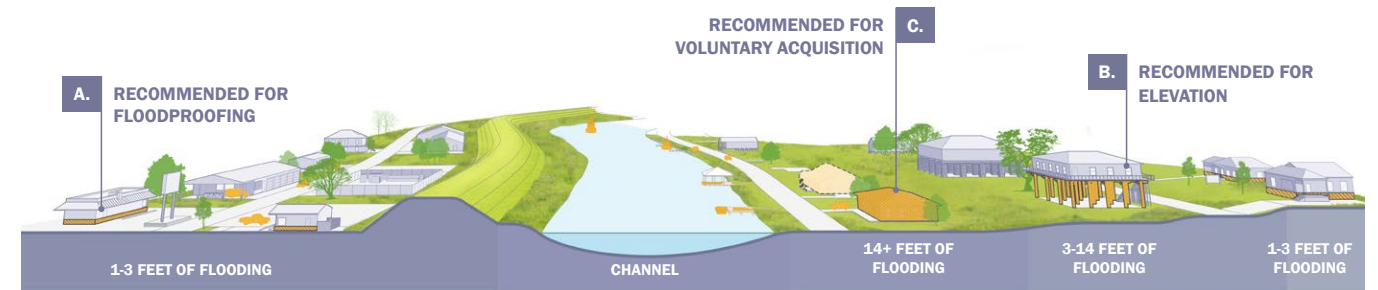 RECOMMENDED FOR
VOLUNTARY ACQUISITION
C.
A.
RECOMMENDED FOR
FLOODPROOFING
B.
RECOMMENDED FOR
ELEVATION
1-3 FEET OF FLOODING
CHANNEL
14+ FEET OF
FLOODING
3-14 FEET OF
FLOODING
1-3 FEET OF
FLOODING